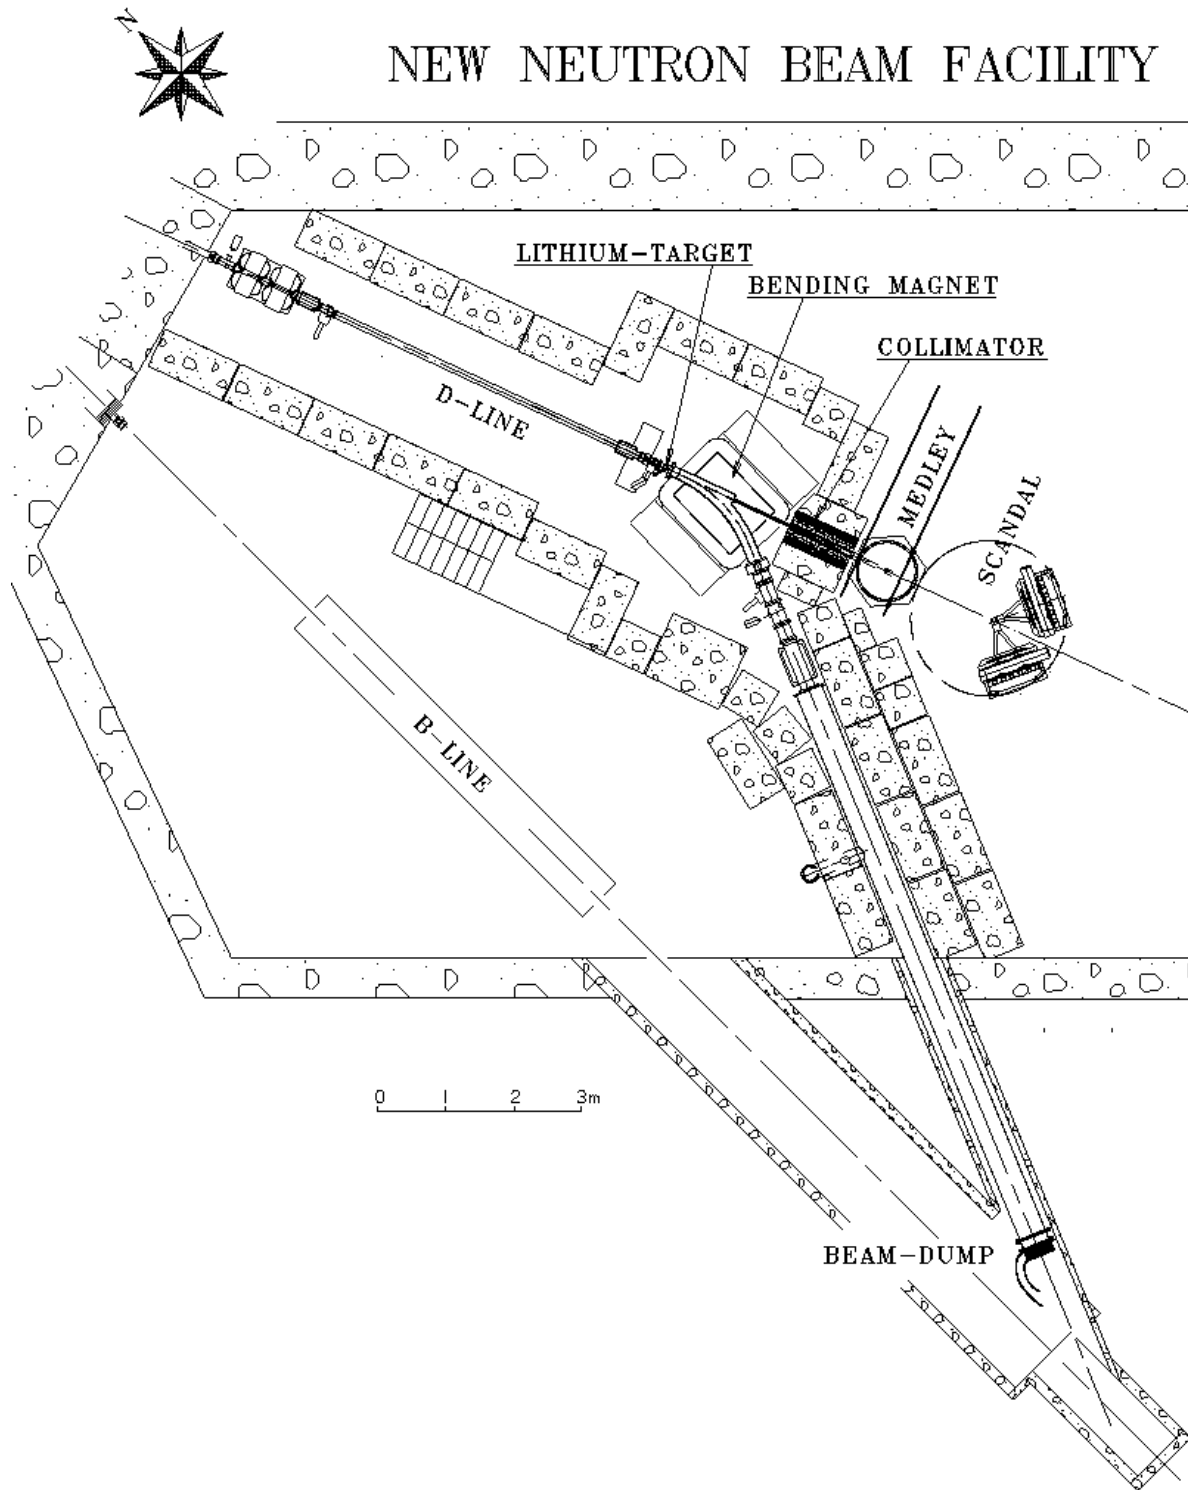 N
NEW NEUTRON BEAM FACILITY
LITHIUM-TARGET
BENDING MAGNET
COLLIMATOR
D-LINE
MEDLEY
SCANDAL
B-LINE
0 1 2 3m
BEAM-DUMP